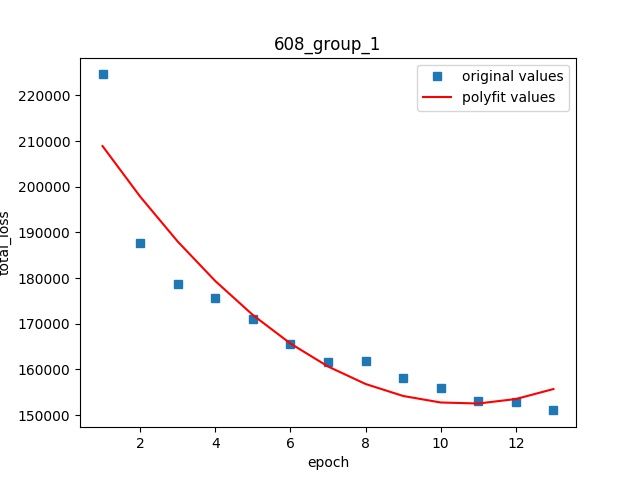 608_group_1
original values
polyfit values
220000
210000
200000
190000
180000
170000
160000
150000
total_loss
2 4 6 8 10 12
epoch